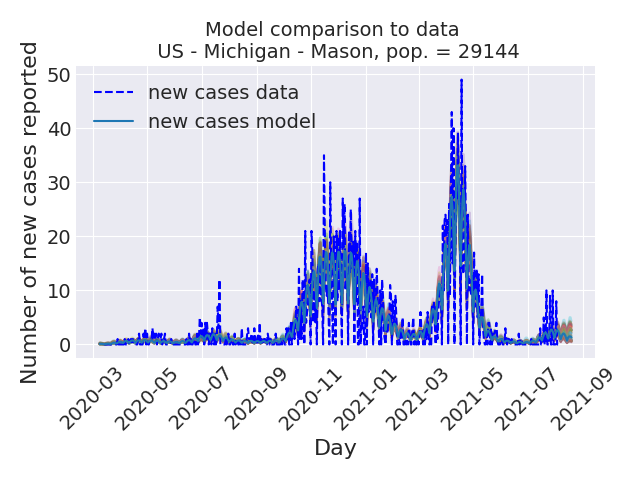 Model comparison to data
US - Michigan - Mason, pop. = 29144
Number of new cases reported
50
40
30
20
10
0
new cases data
new cases model
2020-03
2020-05
2020-07
2020-09
2020-11
2021-01
2021-03
2021-05
2021-07
2021-09
Day